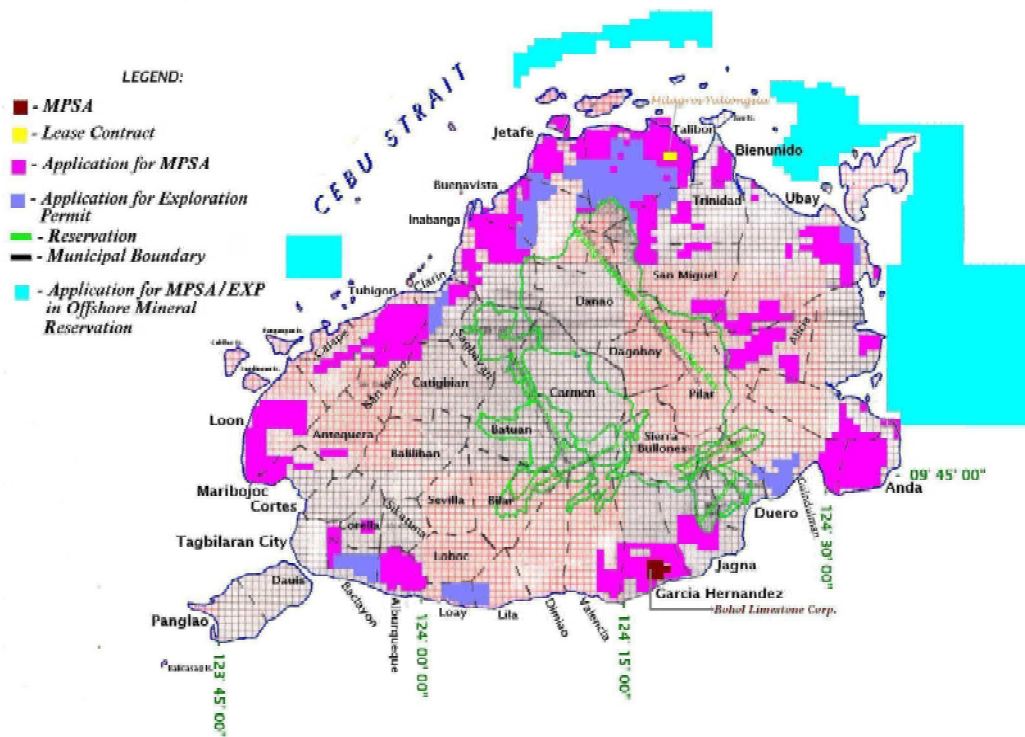 LEGEND:
- MPSA
- Lease Contract
- Application for MPSA
- Application for Exploration
Permit
- Reservation
- Municipal Boundary
- Application for MPSA/EXP
in Offshore Mineral
Reservation
CEBU STRAIT
Jetafe
Talibon
Bienunido
Buenavista
Trinidad
Ubay
Inabanga
San Miguel
Clarin
Tubigon
Danao
Calape
Alicia
Dagohoy
San Isidro
Catigbian
Carmen
Pilar
Loon
Antequera
Batuan
Sierra
Bullones
Balilihan
- 09' 45' 00"
Maribojoc
Anda
Cortes
Sevilla
Bilar
Duero
Corella
Sikatuna
Tagbilaran City
Loboc
Jagna
Dauis
Garcia Hernandez
Baclayon
Alburquerque
Loay
Lila
Dimiao
Valencia
Bohol Limestone Corp.
Panglao
123' 45' 00"
124' 00' 00"
124' 15' 00"
124' 30' 00"